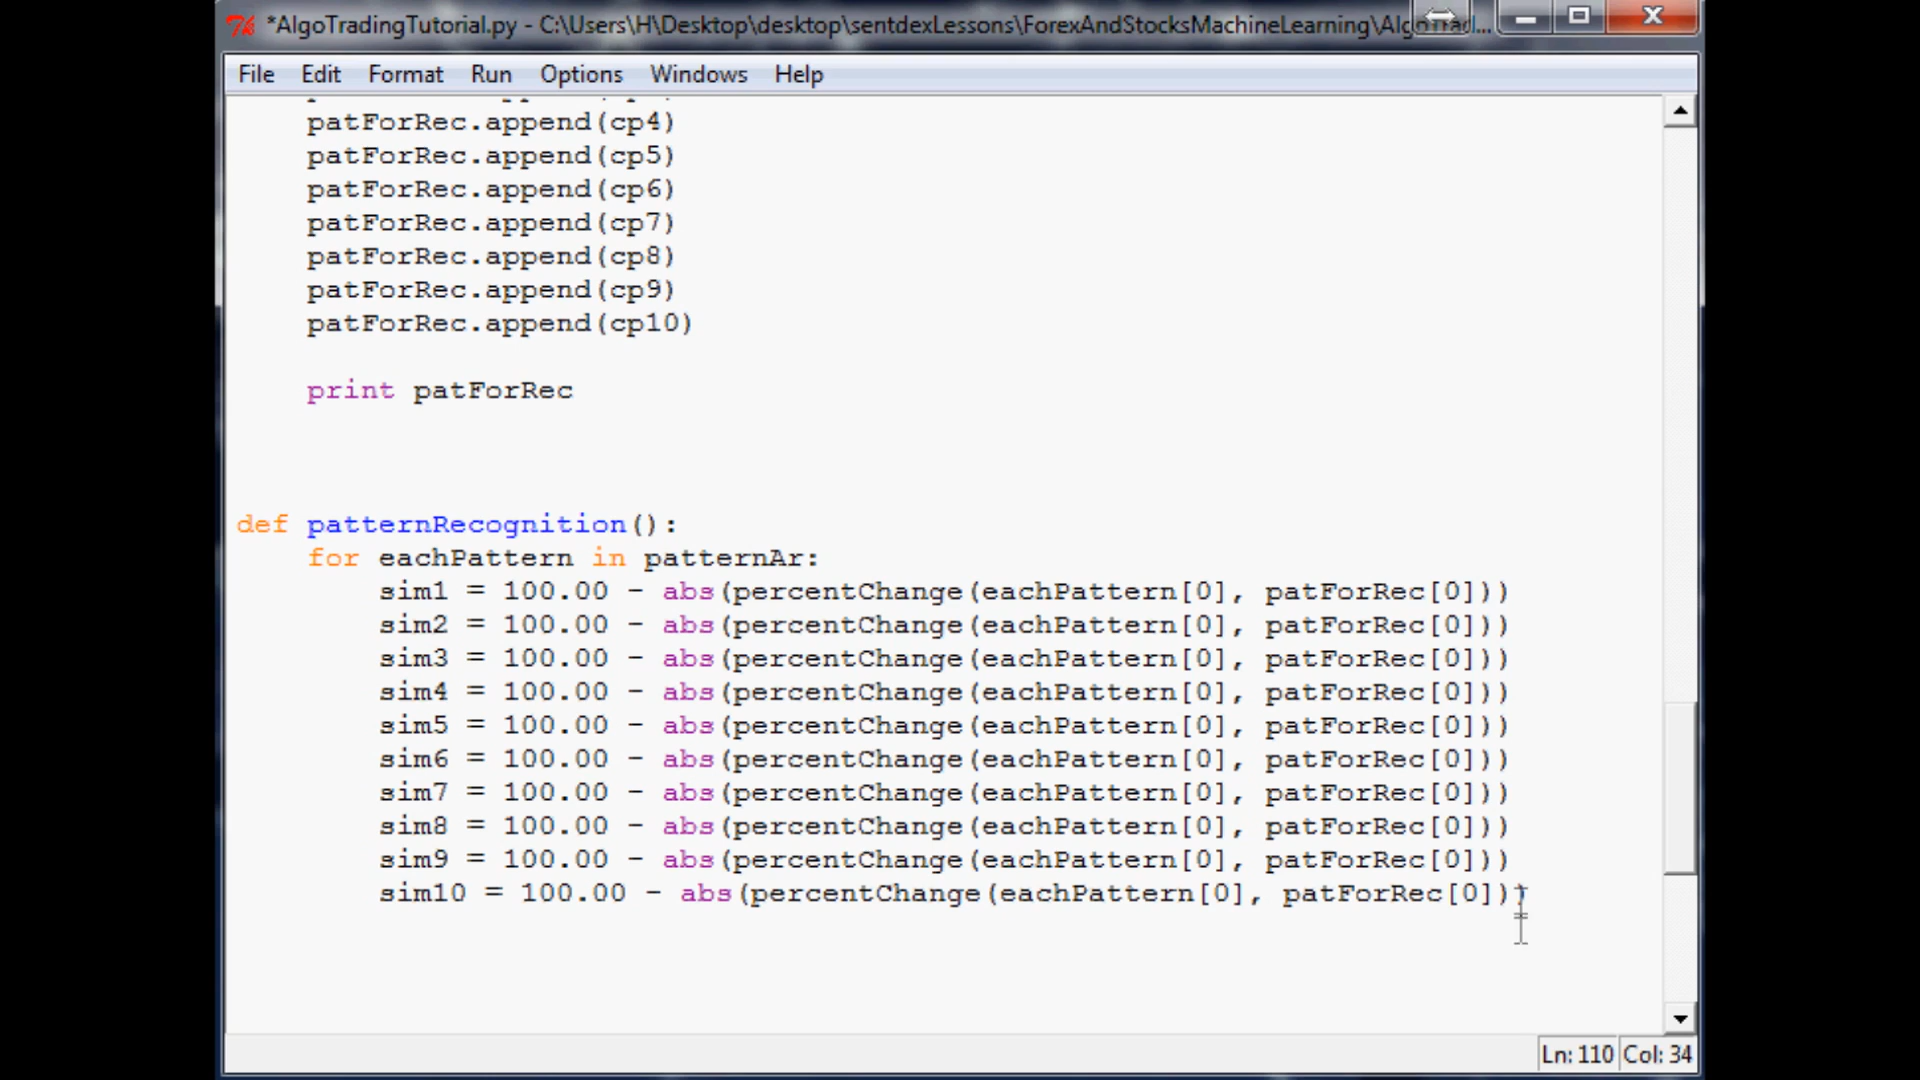 *AlgoTradingTutorial.py - C:\Users\H\Desktop\desktop\sentdexLessons\ForexAndStocksMachineLearning\AlgoTrad...
File Edit Format Run Options Windows Help
patForRec.append(cp4)
patForRec.append(cp5)
patForRec.append(cp6)
patForRec.append(cp7)
patForRec.append(cp8)
patForRec.append(cp9)
patForRec.append(cp10)
print patForRec
def patternRecognition():
for eachPattern in patternAr:
sim1 = 100.00 - abs(percentChange(eachPattern[0], patForRec[0]))
sim2 = 100.00 - abs(percentChange(eachPattern[0], patForRec[0]))
sim3 = 100.00 - abs(percentChange(eachPattern[0], patForRec[0]))
sim4 = 100.00 - abs(percentChange(eachPattern[0], patForRec[0]))
sim5 = 100.00 - abs(percentChange(eachPattern[0], patForRec[0]))
sim6 = 100.00 - abs(percentChange(eachPattern[0], patForRec[0]))
sim7 = 100.00 - abs(percentChange(eachPattern[0], patForRec[0]))
sim8 = 100.00 - abs(percentChange(eachPattern[0], patForRec[0]))
sim9 = 100.00 - abs(percentChange(eachPattern[0], patForRec[0]))
sim10 = 100.00 - abs(percentChange(eachPattern[0], patForRec[0]))
Ln: 110 Col: 34